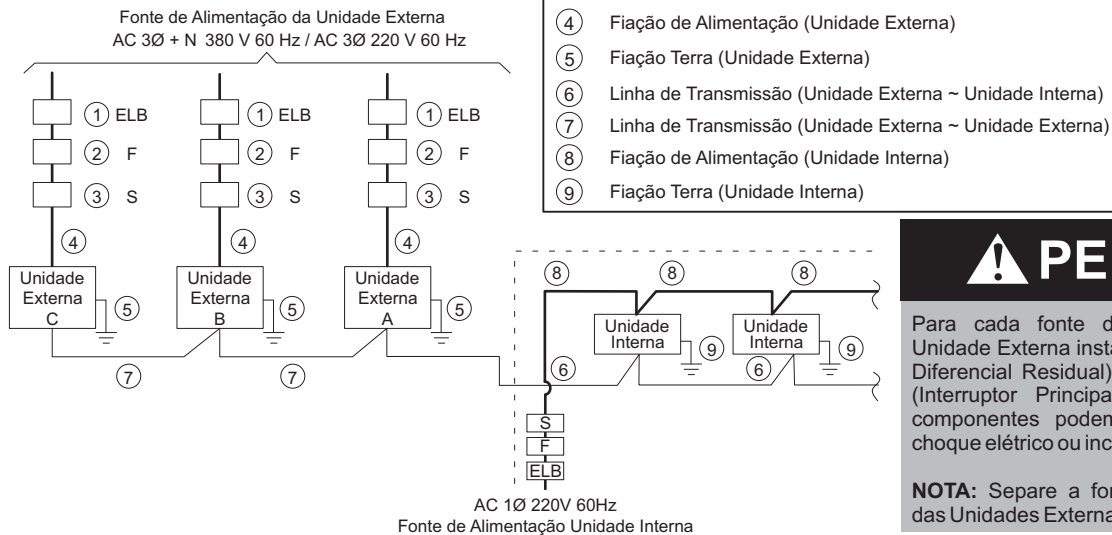 Fonte de Alimentação da Unidade Externa
AC 3Ø + N 380 V 60 Hz / AC 3Ø 220 V 60 Hz
1 ELB 1 ELB 1 ELB
2 F 2 F 2 F
3 S 3 S 3 S
4 4 4
Unidade Externa C
5
Unidade Externa B
5
Unidade Externa A
5
7 7
4 Fiação de Alimentação (Unidade Externa)
5 Fiação Terra (Unidade Externa)
6 Linha de Transmissão (Unidade Externa ~ Unidade Interna)
7 Linha de Transmissão (Unidade Externa ~ Unidade Externa)
8 Fiação de Alimentação (Unidade Interna)
9 Fiação Terra (Unidade Interna)
8 8 8
Unidade Interna
9
Unidade Interna
9
6 6
S
F
ELB
AC 1Ø 220V 60Hz
Fonte de Alimentação Unidade Interna
PE
Para cada fonte d
Unidade Externa insta
Diferencial Residual)
(Interruptor Principa
componentes podem
choque elétrico ou inc
NOTA: Separe a for
das Unidades Externa